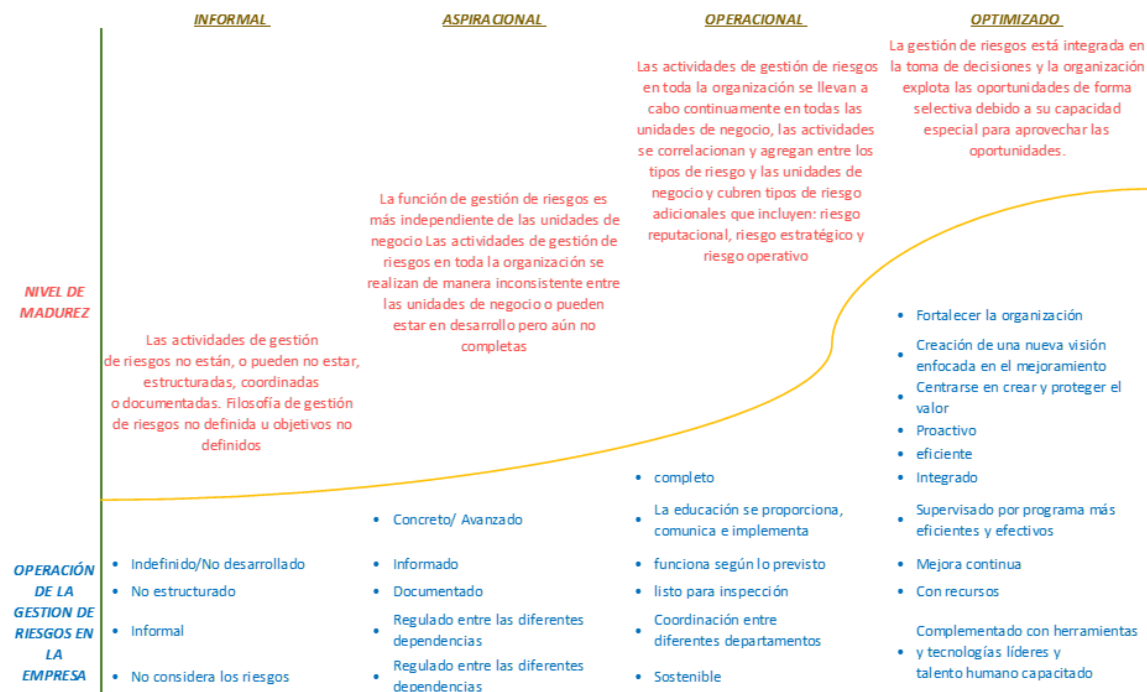 INFORMAL
ASPIRACIONAL
OPERACIONAL
OPTIMIZADO
NIVEL DE
MADUREZ
Las actividades de gestión
de riesgos no están, o pueden no estar,
estructuradas, coordinadas
o documentadas. Filosofía de gestión
de riesgos no definida u objetivos no
definidos
La función de gestión de riesgos es
más independiente de las unidades de
negocio Las actividades de gestión de
riesgos en toda la organización se
realizan de manera inconsistente entre
las unidades de negocio o pueden
estar en desarrollo pero aún no
completas
Las actividades de gestión de riesgos
en toda la organización se llevan a
cabo continuamente en todas las
unidades de negocio, las actividades
se correlacionan y agregan entre los
tipos de riesgo y las unidades de
negocio y cubren tipos de riesgo
adicionales que incluyen: riesgo
reputacional, riesgo estratégico y
riesgo operativo
La gestión de riesgos está integrada en
la toma de decisiones y la organización
explota las oportunidades de forma
selectiva debido a su capacidad
especial para aprovechar las
oportunidades.
OPERACIÓN
DE LA
GESTION DE
RIESGOS EN
LA
EMPRESA
• Indefinido/No desarrollado
• No estructurado
• Informal
• No considera los riesgos
• Concreto/ Avanzado
• Informado
• Documentado
• Regulado entre las diferentes
dependencias
• Regulado entre las diferentes
dependencias
• completo
• La educación se proporciona,
comunica e implementa
• funciona según lo previsto
• listo para inspección
• Coordinación entre
diferentes departamentos
• Sostenible
• Fortalecer la organización
• Creación de una nueva visión
enfocada en el mejoramiento
• Centrarse en crear y proteger el
valor
• Proactivo
• eficiente
• Integrado
• Supervisado por programa más
eficientes y efectivos
• Mejora continua
• Con recursos
Complementado con herramientas
• y tecnologías líderes y
talento humano capacitado